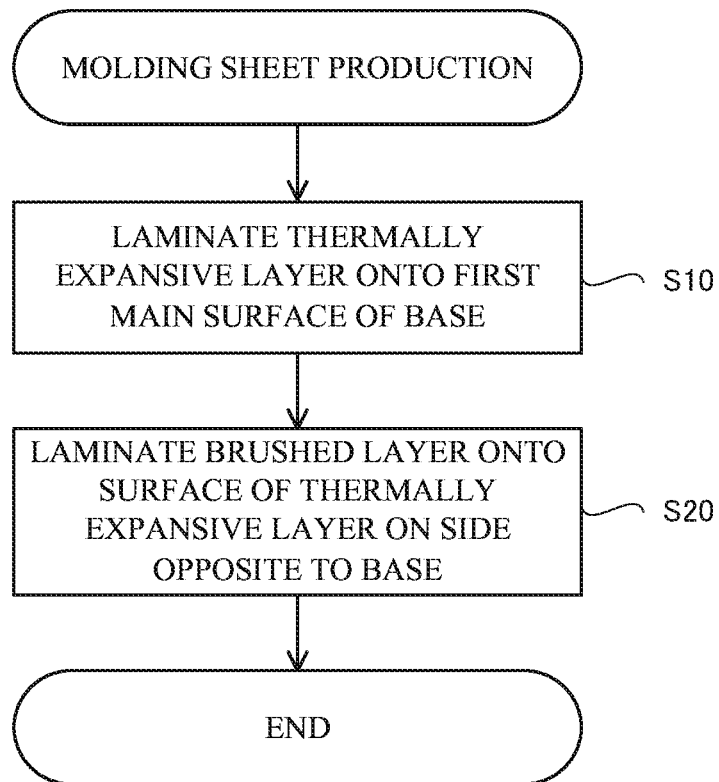 MOLDING SHEET PRODUCTION
LAMINATE THERMALLY
EXPANSIVE LAYER ONTO FIRST
MAIN SURFACE OF BASE
S10
LAMINATE BRUSHED LAYER ONTO
SURFACE OF THERMALLY
EXPANSIVE LAYER ON SIDE
OPPOSITE TO BASE
S20
END